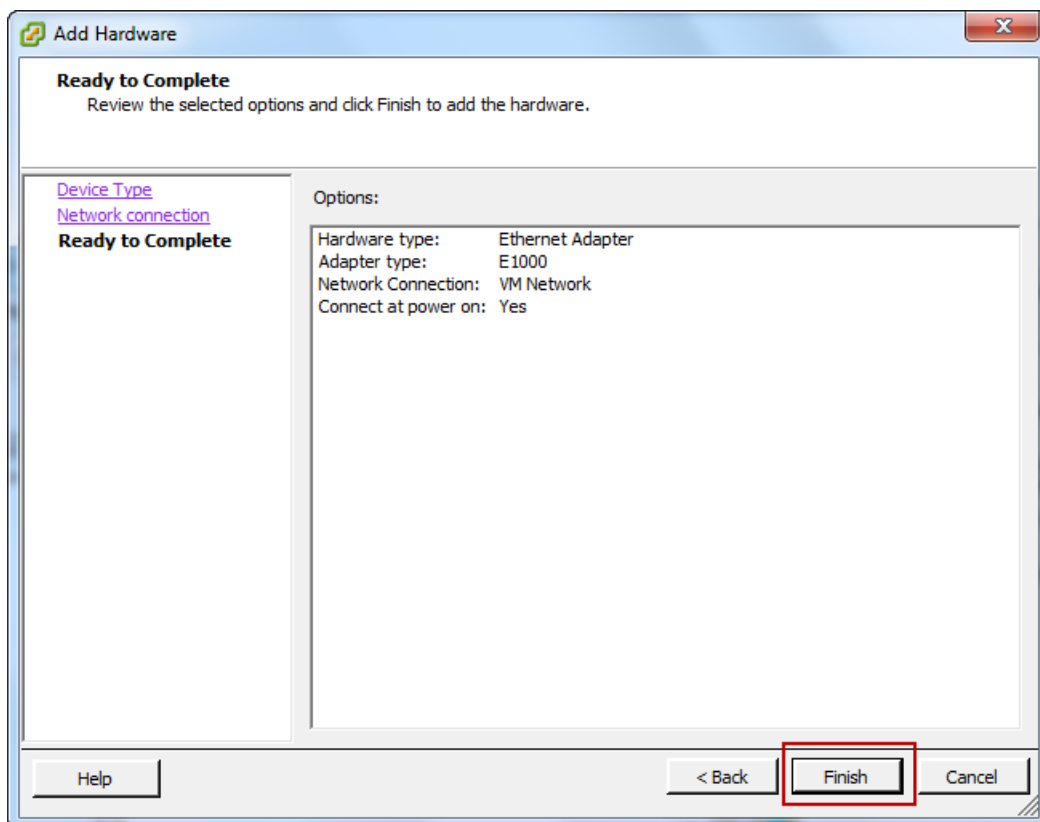 Add Hardware
X
Ready to Complete
Review the selected options and click Finish to add the hardware.
Device Type
Network connection
Ready to Complete
Options:
Hardware type: Ethernet Adapter
Adapter type: E1000
Network Connection: VM Network
Connect at power on: Yes
Help
< Back
Finish
Cancel